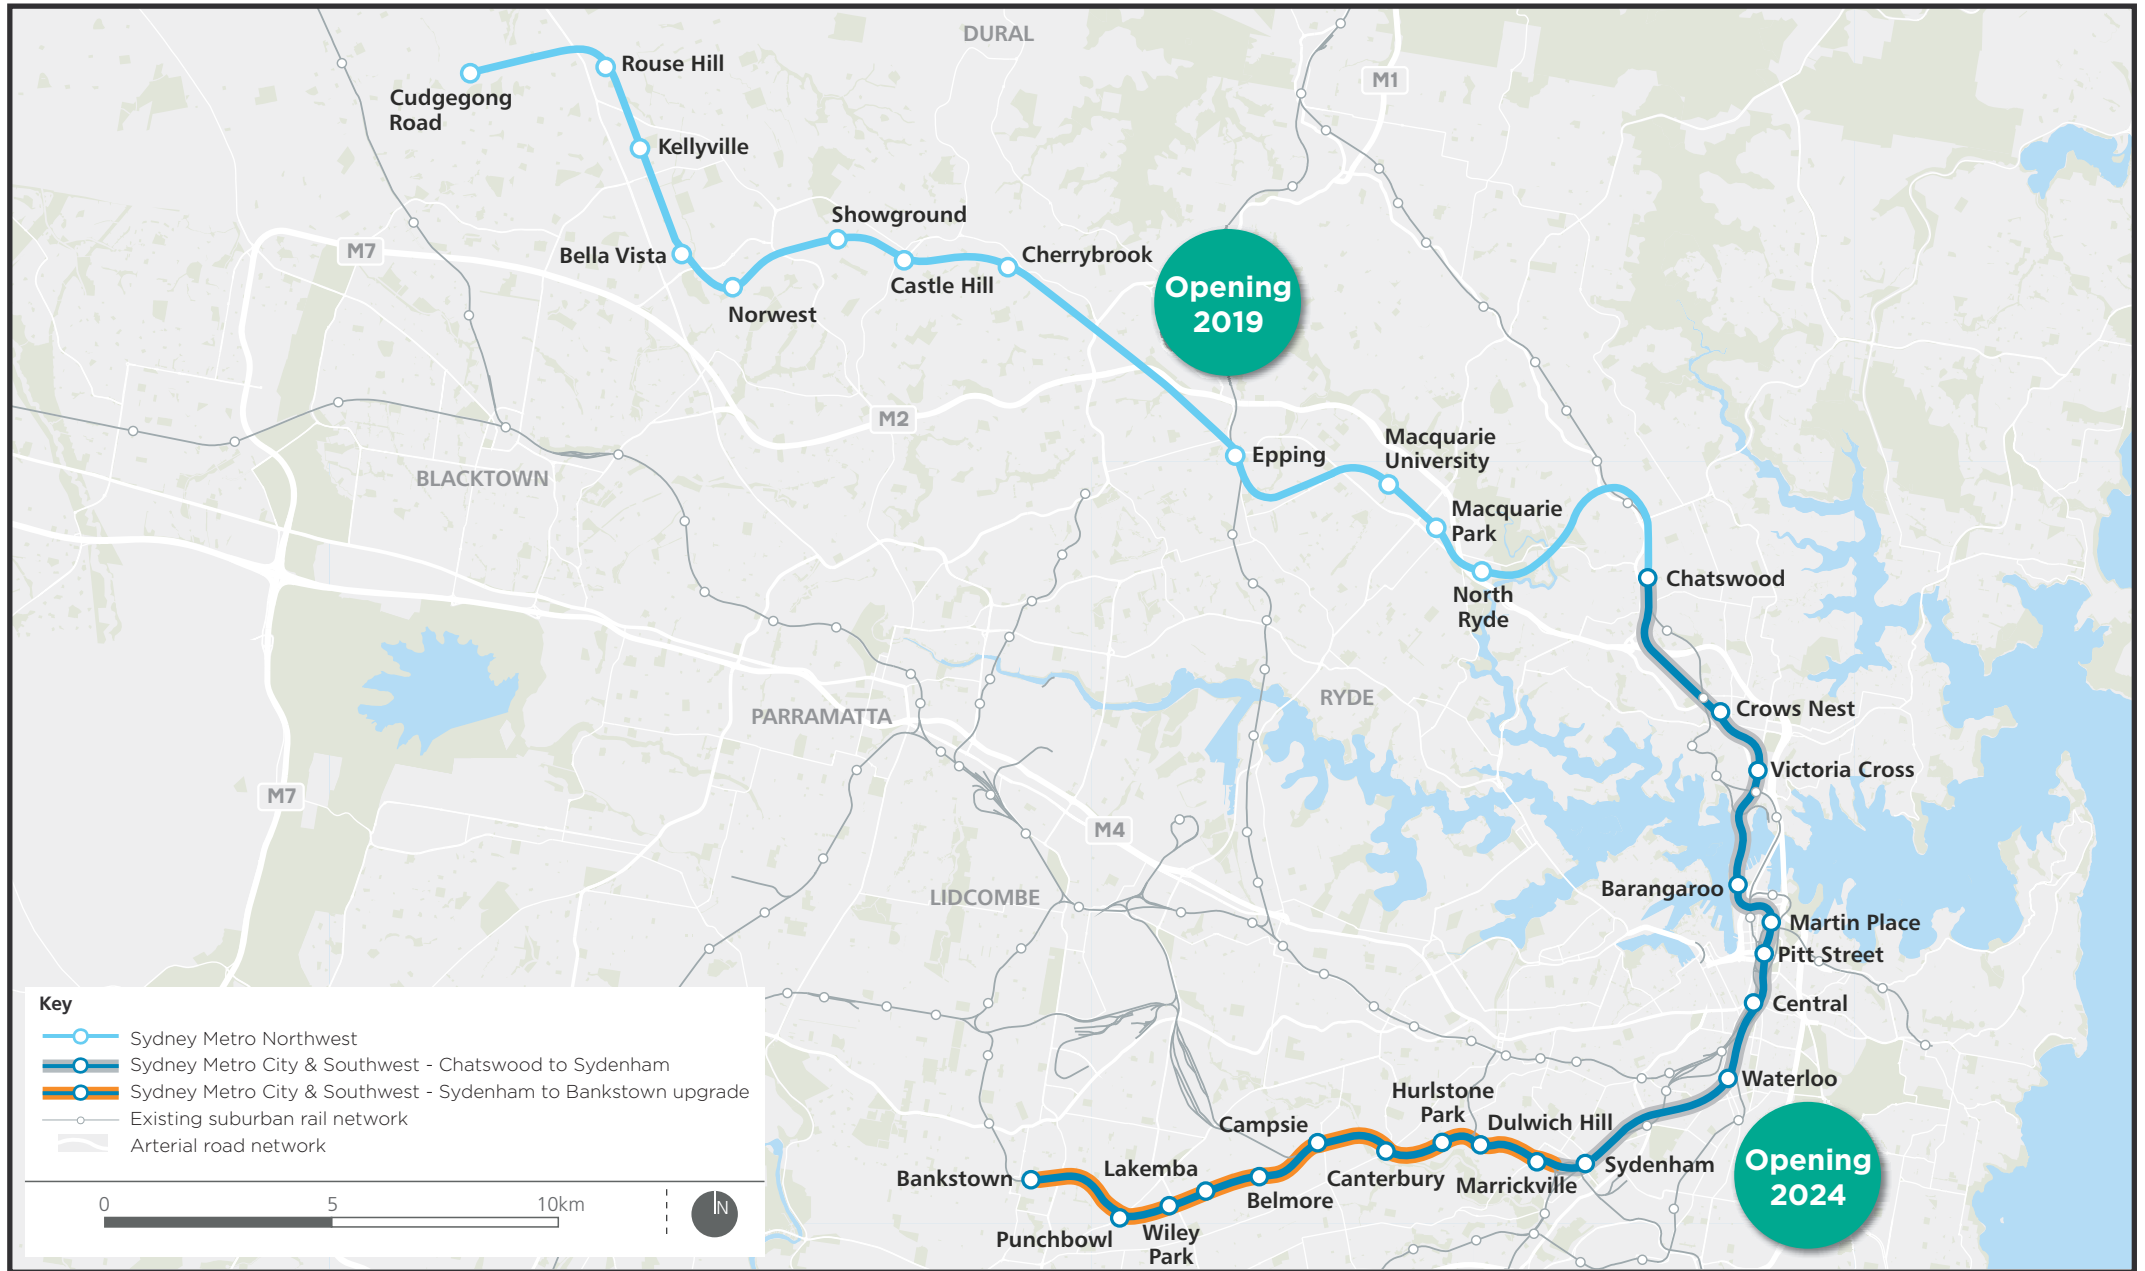 DURAL
M1
Rouse Hill
Cudgegong
Road
Kellyville
Showground
M7
Bella Vista
Cherrybrook
Castle Hill
Norwest
Opening
2019
M2
Macquarie
University
Epping
BLACKTOWN
Macquarie
Park
Chatswood
North
Ryde
RYDE
Crows Nest
PARRAMATTA
Victoria Cross
M7
M4
Barangaroo
LIDCOMBE
Martin Place
Pitt Street
Central
Waterloo
Hurlstone
Park
Dulwich Hill
Campsie
Lakemba
Bankstown
Canterbury
Marrickville
Sydenham
Belmore
Punchbowl
Wiley
Park
Opening
2024
Key
Sydney Metro Northwest
Sydney Metro City & Southwest - Chatswood to Sydenham
Sydney Metro City & Southwest - Sydenham to Bankstown upgrade
Existing suburban rail network
Arterial road network
0 5 10km
N